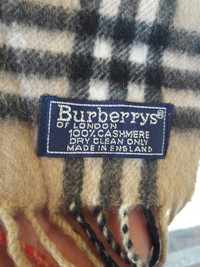 Burberrys®
OF LONDON
100% CASHMERE
DRY CLEAN ONLY
MADE IN ENGLAND